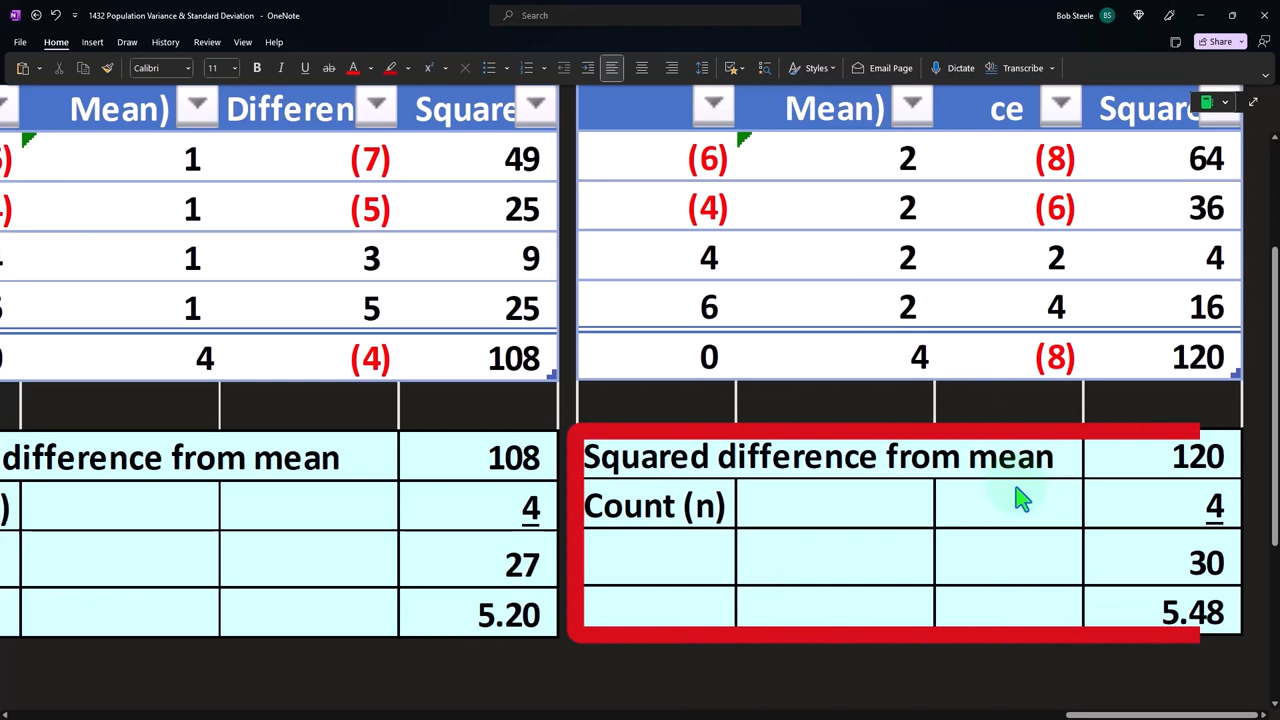 1432 Population Variance & Standard Deviation - OneNote
Search
Bob Steele BS
File Home Insert Draw History Review View Help
Share
Calibri 11 B I U ab A x Styles Email Page Dictate Transcribe
Mean) Differen Square
1 (7) 49
1 (5) 25
1 3 9
1 5 25
4 (4) 108
difference from mean 108
) 4
27
5.20
Mean) ce Square
(6) 2 (8) 64
(4) 2 (6) 36
4 2 2 4
6 2 4 16
0 4 (8) 120
Squared difference from mean 120
Count (n) 4
30
5.48